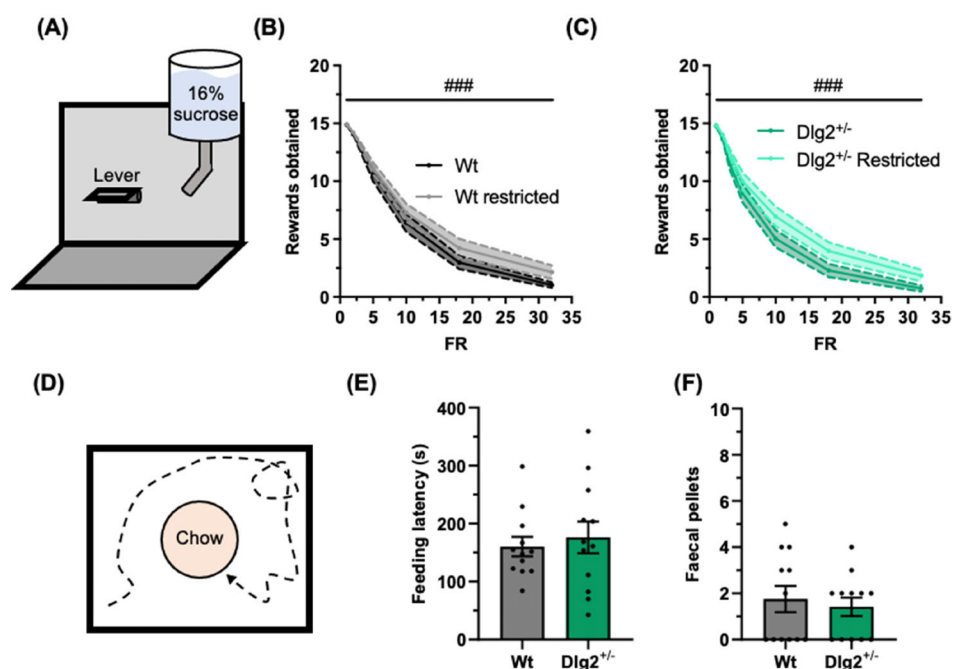 (A)
16%
sucrose
Lever
(B)
20
15
10
5
0
Rewards obtained
###
Wt
Wt restricted
0 5 10 15 20 25 30 35
FR
(C)
20
15
10
5
0
Rewards obtained
###
Dlg2+/-
Dlg2+/- Restricted
0 5 10 15 20 25 30 35
FR
(D)
Chow
(E)
400
300
200
100
0
Feeding latency (s)
Wt Dlg2+/-
(F)
10
8
6
4
2
0
Faecal pellets
Wt Dlg2+/-